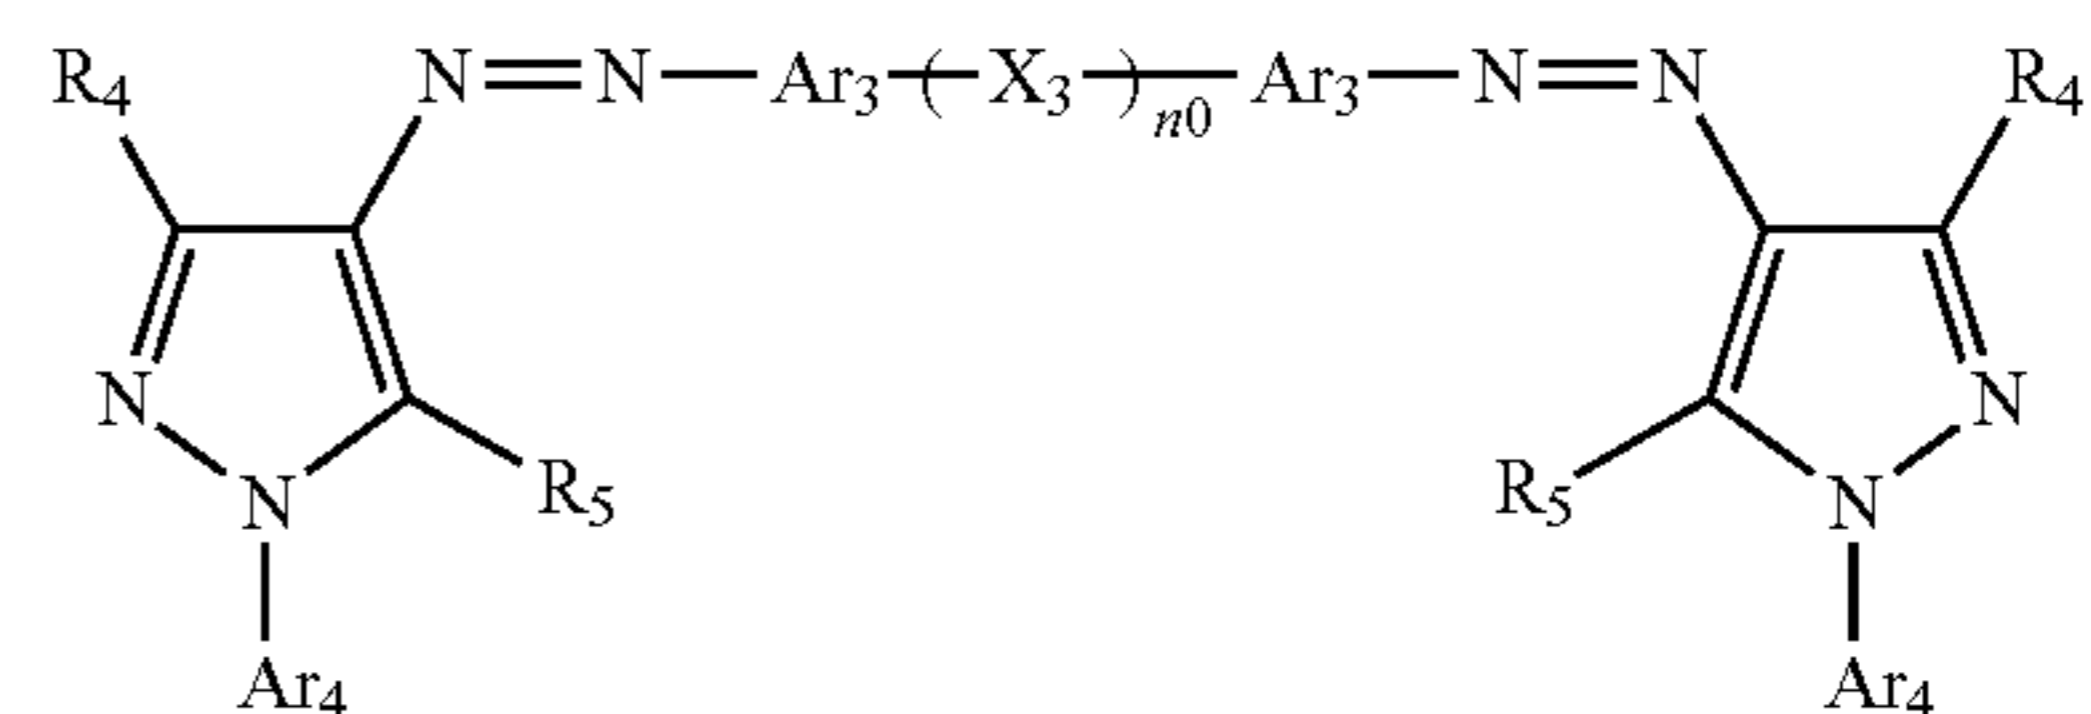 R4 N=N—Ar3—(X3)n0—Ar3—N=N R4
N N
N R5 R5 N
Ar4 Ar4